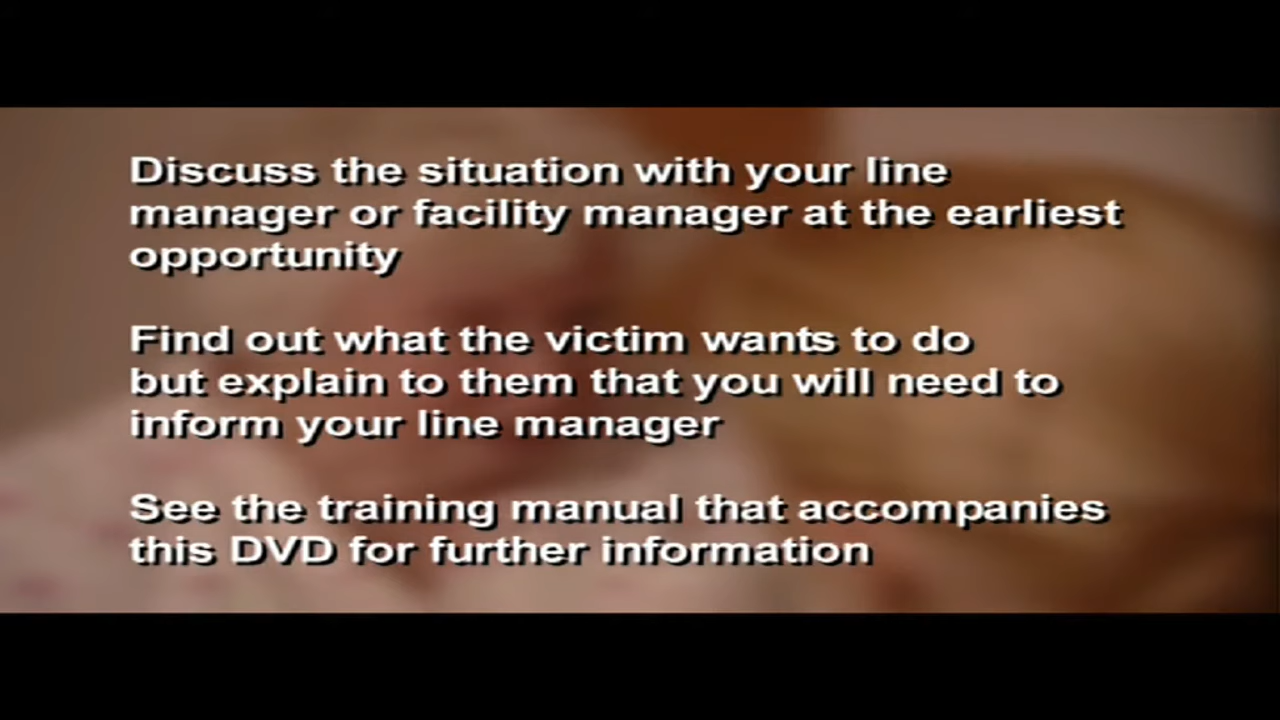 Discuss the situation with your line
manager or facility manager at the earliest
opportunity
Find out what the victim wants to do
but explain to them that you will need to
inform your line manager
See the training manual that accompanies
this DVD for further information